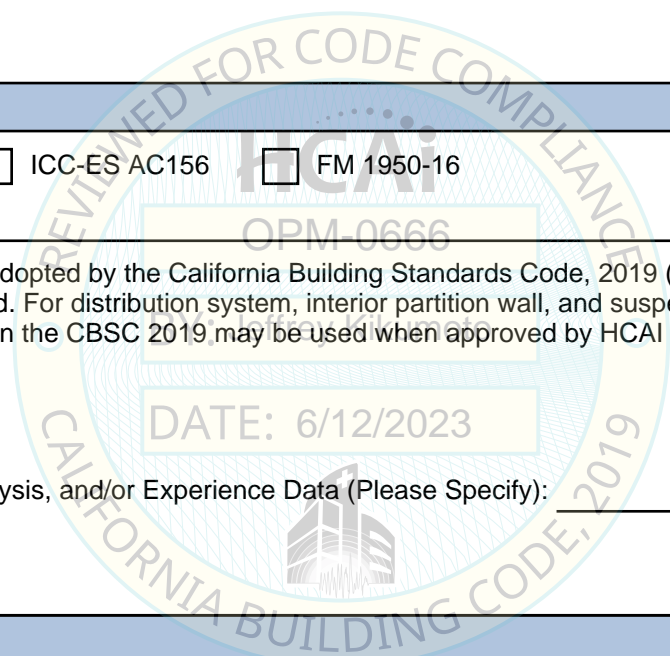 REVIEWED FOR CODE COMPLIANCE
HCAi
ICC-ES AC156 FM 1950-16
OPM-0666
dopted by the California Building Standards Code, 2019 (
d. For distribution system, interior partition wall, and susp
n the CBSC 2019 may be used when approved by HCAI
BY: Jeffrey Kikumoto
DATE: 6/12/2023
ysis, and/or Experience Data (Please Specify):
CALIFORNIA BUILDING CODE, 2019